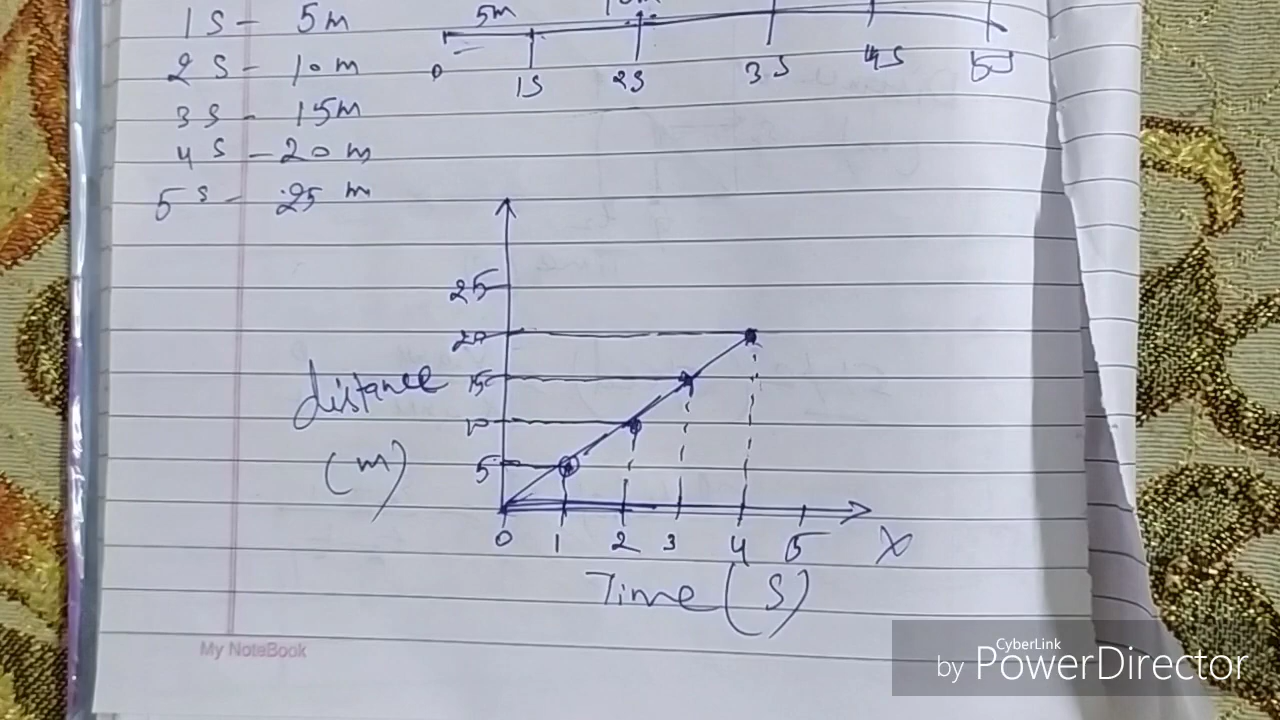 1 S - 5 m
2 S - 10 m
3 S - 15 m
4 S - 20 m
5 S - 25 m
5m
10m
0 1S 2S 3S 4S 5S
25
20
15
10
5
distance
(m)
0 1 2 3 4 5 X
Time (S)
My NoteBook
by CyberLink PowerDirector